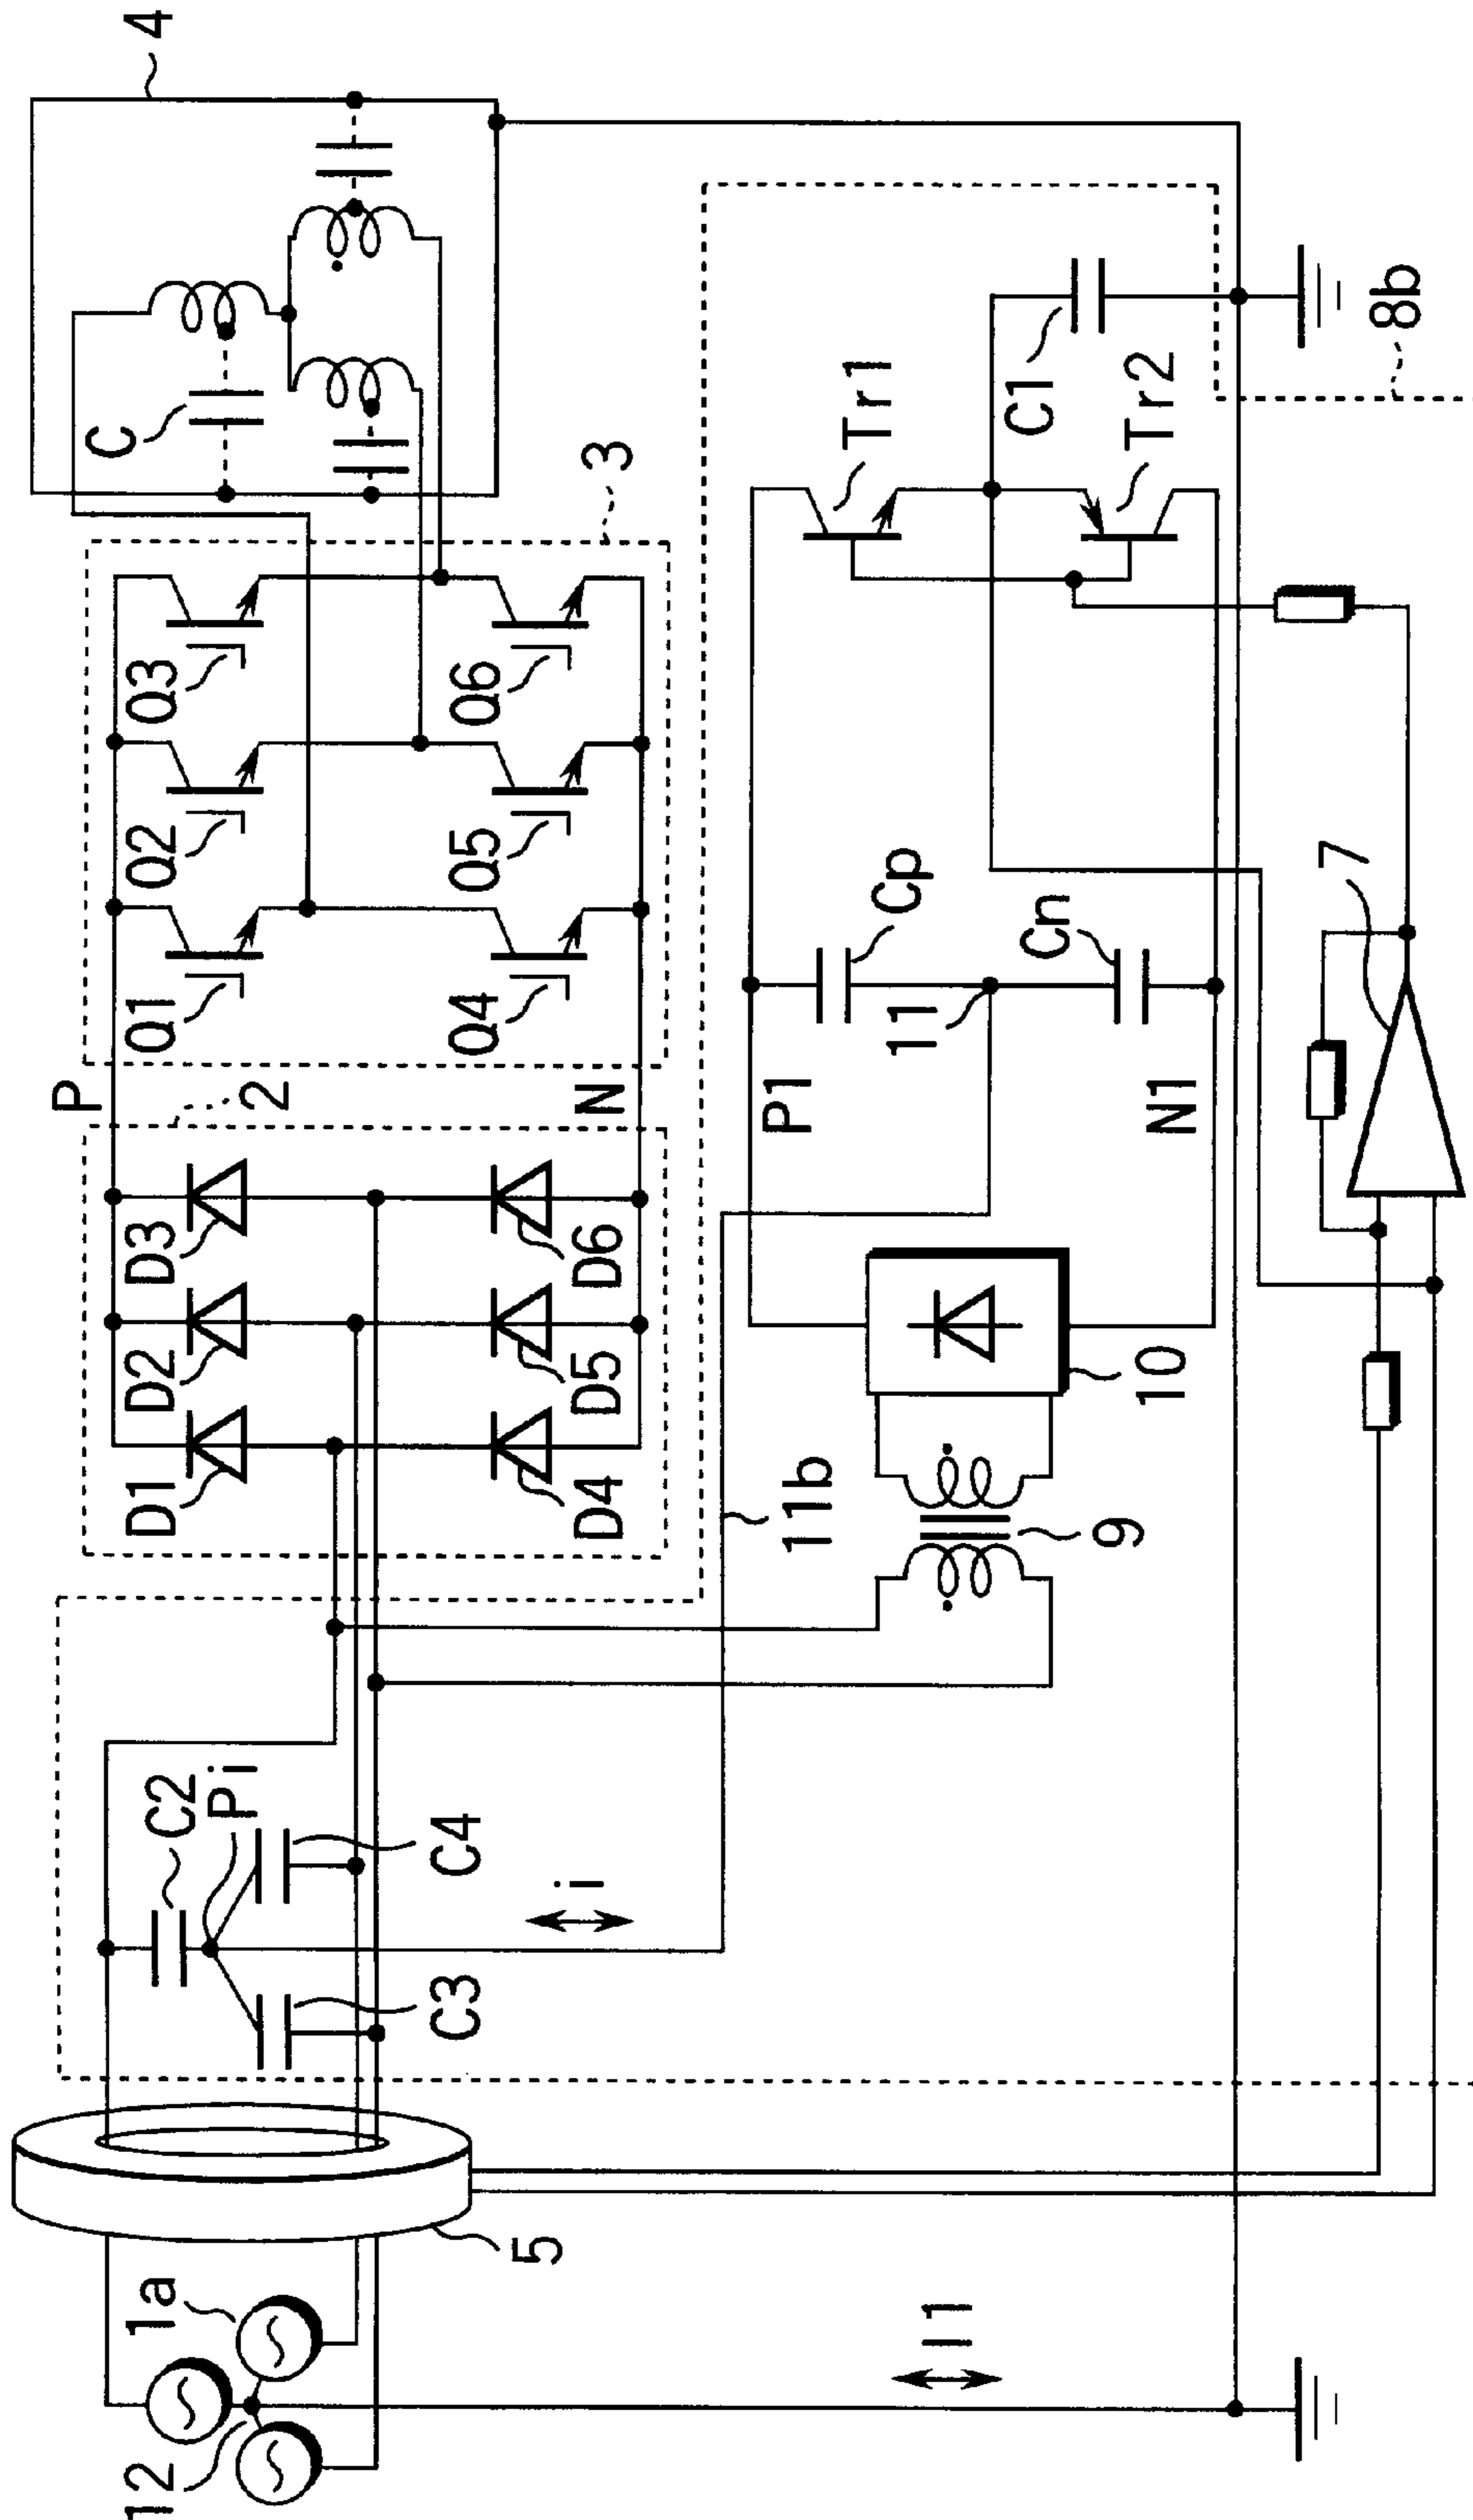 4
C
3
Q1
Q2
Q3
Q4
Q5
Q6
P
2
N
D1
D2
D3
D4
D5
D6
C2
Pi
C4
C3
i
5
1a
12
I1
11b
9
10
P1
N1
11
Cp
Cn
Tr1
C1
Tr2
8b
7